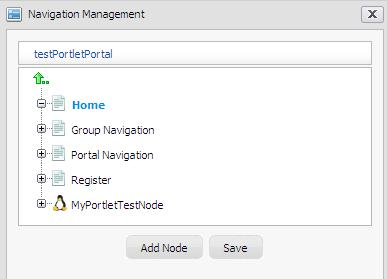 Navigation Management
testPortletPortal
Home
Group Navigation
Portal Navigation
Register
MyPortletTestNode
Add Node Save